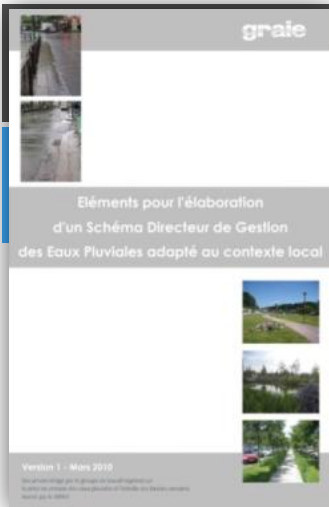 graie
Eléments pour l'élaboration
d'un Schéma Directeur de Gestion
des Eaux Pluviales adapté au contexte local
Version 1 - Mars 2010